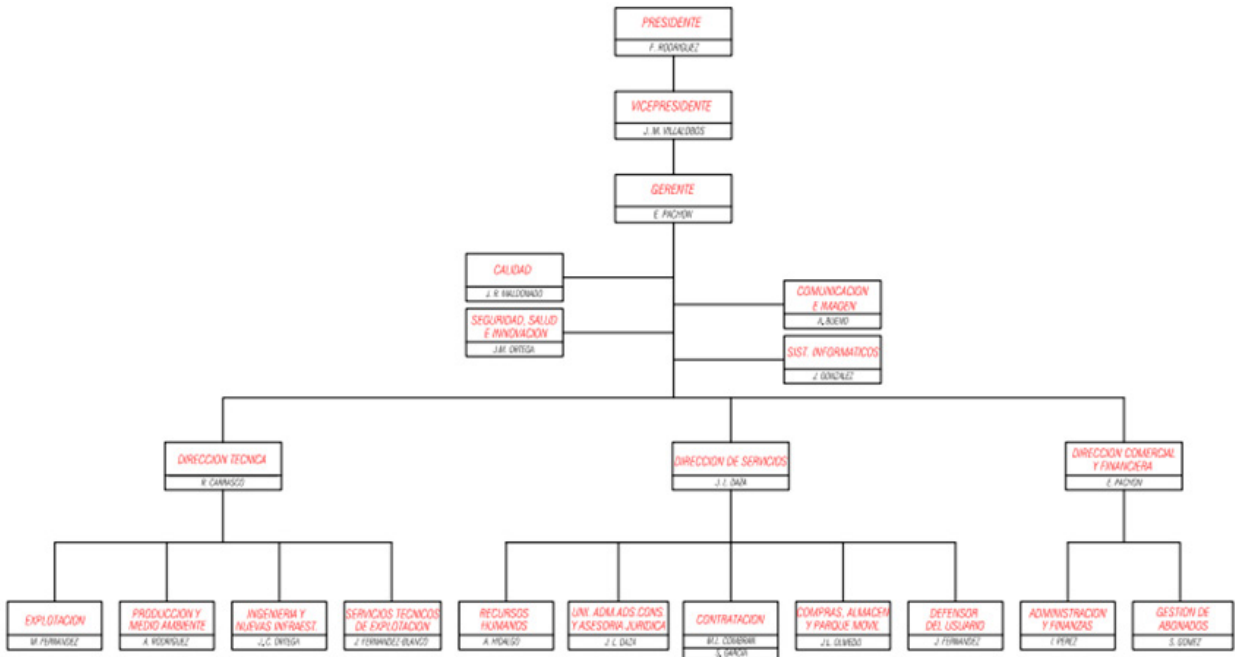 PRESIDENTE
F. RODRIGUEZ
VICEPRESIDENTE
J. M. VILLALOBOS
GERENTE
E. PACHON
CALIDAD
J. R. MALDONADO
COMUNICACION
E IMAGEN
A. BUENO
SEGURIDAD, SALUD
E INNOVACION
J.M. ORTEGA
SIST. INFORMATICOS
J. GONZALEZ
DIRECCION TECNICA
R. CARRASCO
DIRECCION DE SERVICIOS
J. L. DAZA
DIRECCION COMERCIAL
Y FINANCIERA
E. PACHON
EXPLOTACION
M. FERNANDEZ
PRODUCCION Y
MEDIO AMBIENTE
A. RODRIGUEZ
INGENIERIA Y
NUEVAS INFRAEST.
J.C. ORTEGA
SERVICIOS TECNICOS
DE EXPLOTACION
J. FERNANDEZ-BLANCO
RECURSOS
HUMANOS
A. HIDALGO
UNI. ADM.ADS.CONS.
Y ASESORIA JURIDICA
J. L. DAZA
CONTRATACION
M.L.
S. GARCIA
COMPRAS, ALMACEN
Y PARQUE MOVIL
J.L. OLMEDO
DEFENSOR
DEL USUARIO
J. FERNANDEZ
ADMINISTRACION
Y FINANZAS
I. PEREZ
GESTION DE
ABONADOS
S. GOMEZ